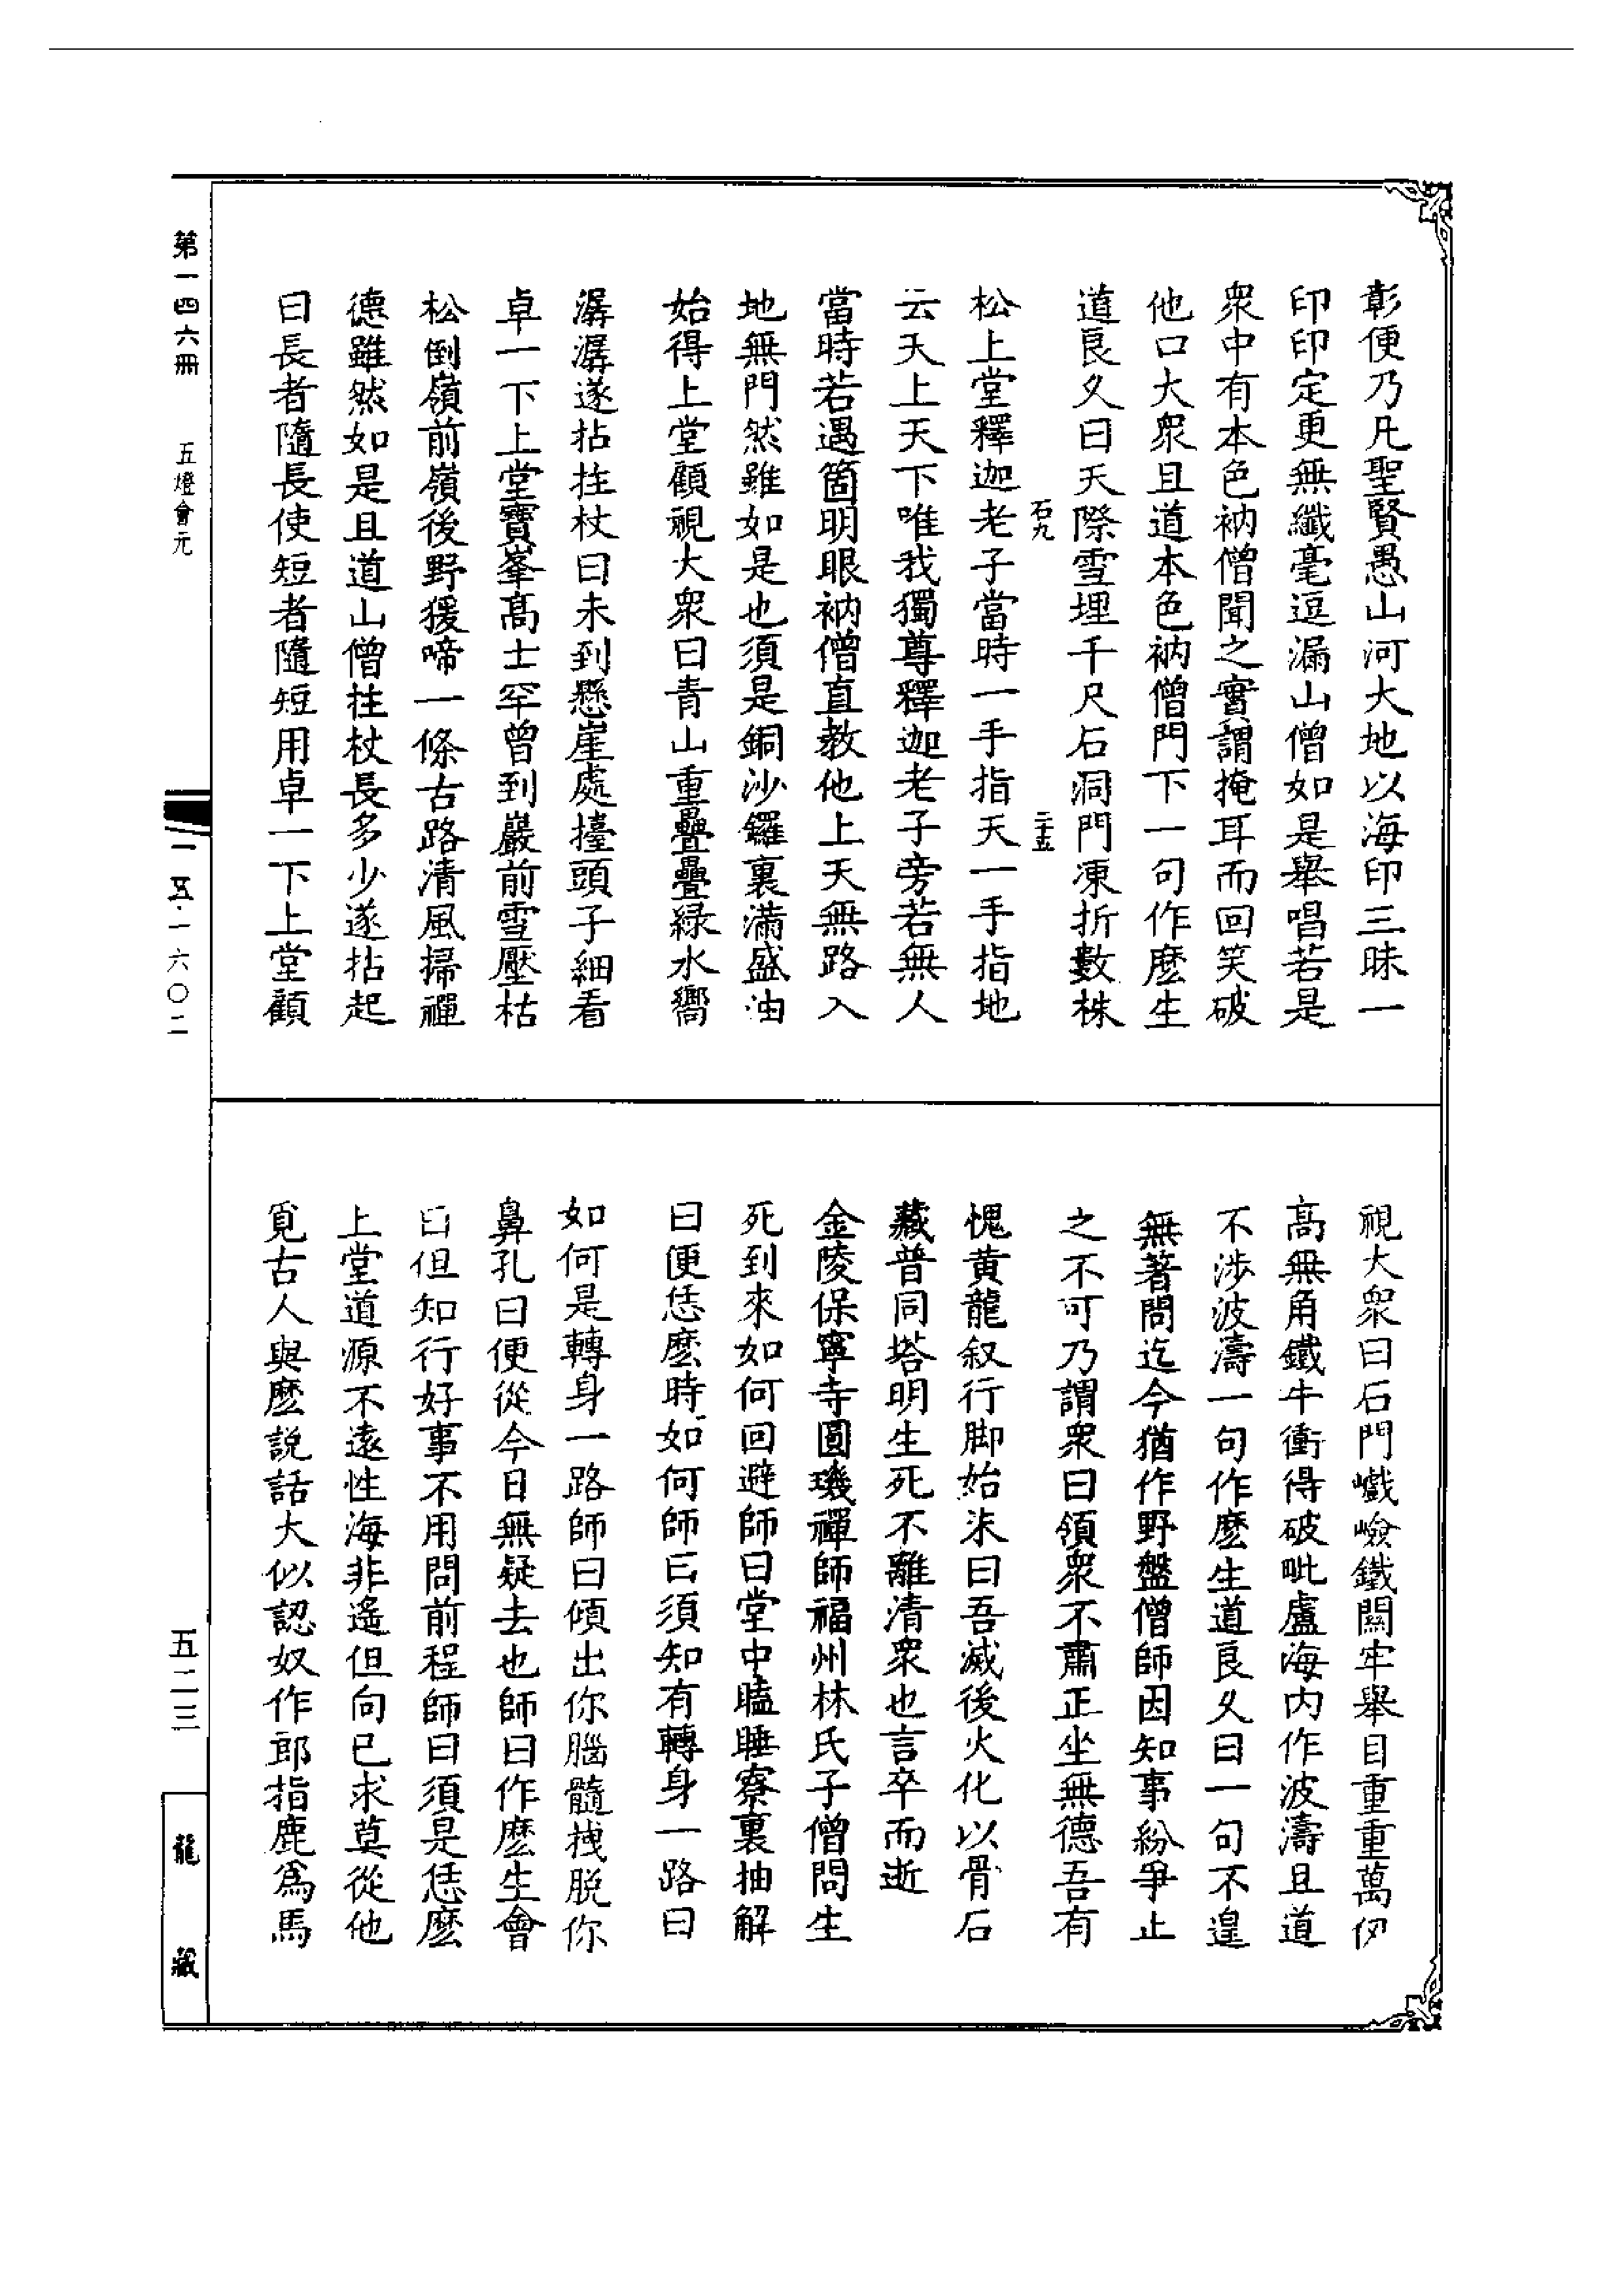 彰便乃凡聖賢愚山河大地以海印三昧一
印印定更無纖毫逗漏山僧如是舉唱若是
衆中有本色衲僧聞之實謂掩耳而回笑破
他口大衆且道本色衲僧門下一句作麽生
道良久曰天際雪埋千尺石洞門凍折數株
石九
二十五
松上堂釋迦老子當時一手指天一手指地
云天上天下唯我獨尊釋迦老子旁若無人
當時若遇箇明眼衲僧直教他上天無路入
地無門然雖如是也須是銅沙鑼裏滿盛油
始得上堂顧視大衆曰青山重疊疊綠水響
潺潺遂拈拄杖曰未到懸崖處擡頭子細看
卓一下上堂寶峯高士罕曾到巖前雪壓枯
松倒嶺前嶺後野猨啼一條古路清風掃禪
德雖然如是且道山僧拄杖長多少遂拈起
曰長者隨長使短者隨短用卓一下上堂顧
視大衆曰石門巇嶮鐵關牢舉目重重萬仞
高無角鐵牛衝得破毗盧海内作波濤且道
不涉波濤一句作麽生道良久曰一句不遑
無著問迄今猶作野盤僧師因知事紛爭止
之不可乃謂衆曰領衆不肅正坐無德吾有
愧黄龍叙行脚始末曰吾滅後火化以骨石
藏普同塔明生死不離清衆也言卒而逝
金陵保寧寺圓璣禪師福州林氏子僧問生
死到來如何回避師曰堂中瞌睡寮裏抽解
曰便恁麽時如何師曰須知有轉身一路曰
如何是轉身一路師曰傾出你腦髓拽脱你
鼻孔曰便從今日無疑去也師曰作麽生會
曰但知行好事不用問前程師曰須是恁麽
上堂道源不遠性海非遙但向已求莫從他
覓古人與麽説話大似認奴作郎指鹿爲馬
第一四六冊
五燈會元
一五·一六〇二
五二三
龍藏